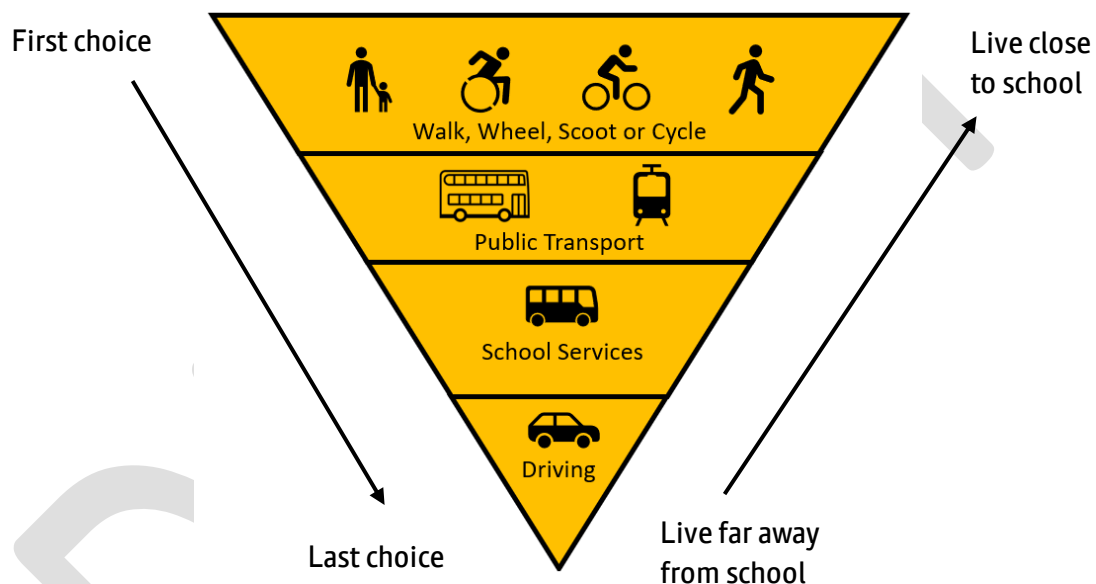 First choice
Live close
to school
Walk, Wheel, Scoot or Cycle
Public Transport
School Services
Driving
Last choice
Live far away
from school